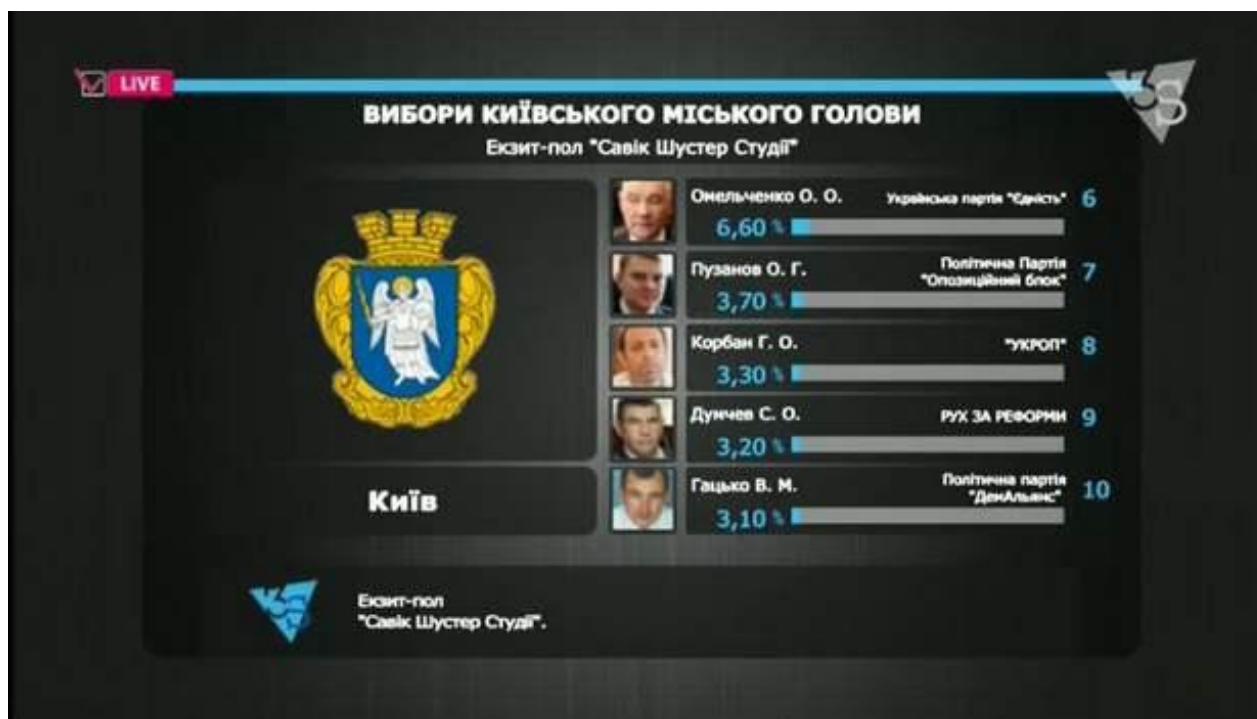 LIVE
ВИБОРИ КИЇВСЬКОГО МІСЬКОГО ГОЛОВИ
Екзит-пол "Савік Шустер Студії"
Омельченко О. О.
Українська партія "Єдність"
6
6,60 %
Пузанов О. Г.
Політична Партія
"Опозиційний блок"
7
3,70 %
Корбан Г. О.
"УКРОП"
8
3,30 %
Думчев С. О.
РУХ ЗА РЕФОРМИ
9
3,20 %
Гацько В. М.
Політична партія
"ДемАльянс"
10
3,10 %
Київ
Екзит-пол
"Савік Шустер Студії".